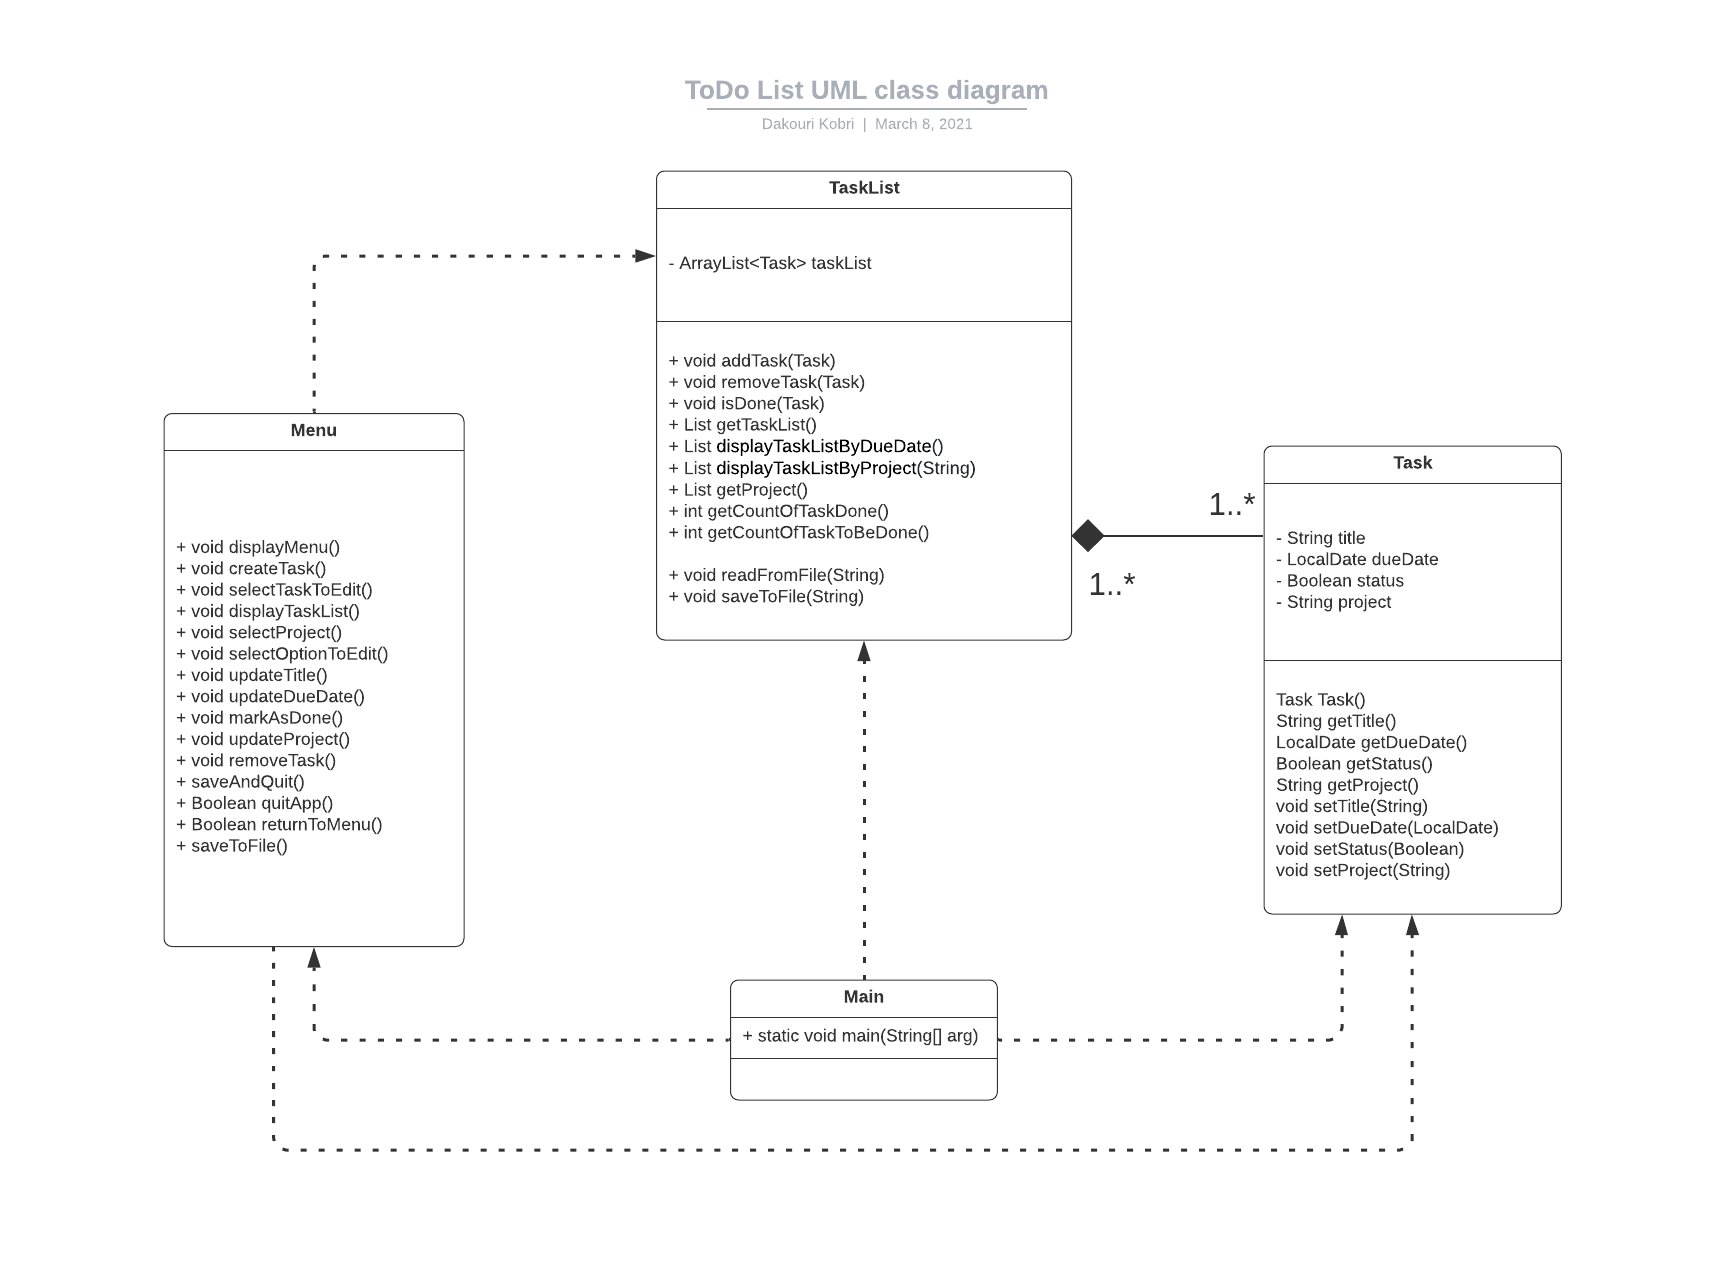 ToDo List UML class diagram
Dakouri Kobri | March 8, 2021
TaskList
- ArrayList<Task> taskList
+ void addTask(Task)
+ void removeTask(Task)
+ void isDone(Task)
+ List getTaskList()
+ List displayTaskListByDueDate()
+ List displayTaskListByProject(String)
+ List getProject()
+ int getCountOfTaskDone()
+ int getCountOfTaskToBeDone()
+ void readFromFile(String)
+ void saveToFile(String)
Menu
+ void displayMenu()
+ void createTask()
+ void selectTaskToEdit()
+ void displayTaskList()
+ void selectProject()
+ void selectOptionToEdit()
+ void updateTitle()
+ void updateDueDate()
+ void markAsDone()
+ void updateProject()
+ void removeTask()
+ saveAndQuit()
+ Boolean quitApp()
+ Boolean returnToMenu()
+ saveToFile()
1..*
1..*
Task
- String title
- LocalDate dueDate
- Boolean status
- String project
Task Task()
String getTitle()
LocalDate getDueDate()
Boolean getStatus()
String getProject()
void setTitle(String)
void setDueDate(LocalDate)
void setStatus(Boolean)
void setProject(String)
Main
+ static void main(String[] arg)